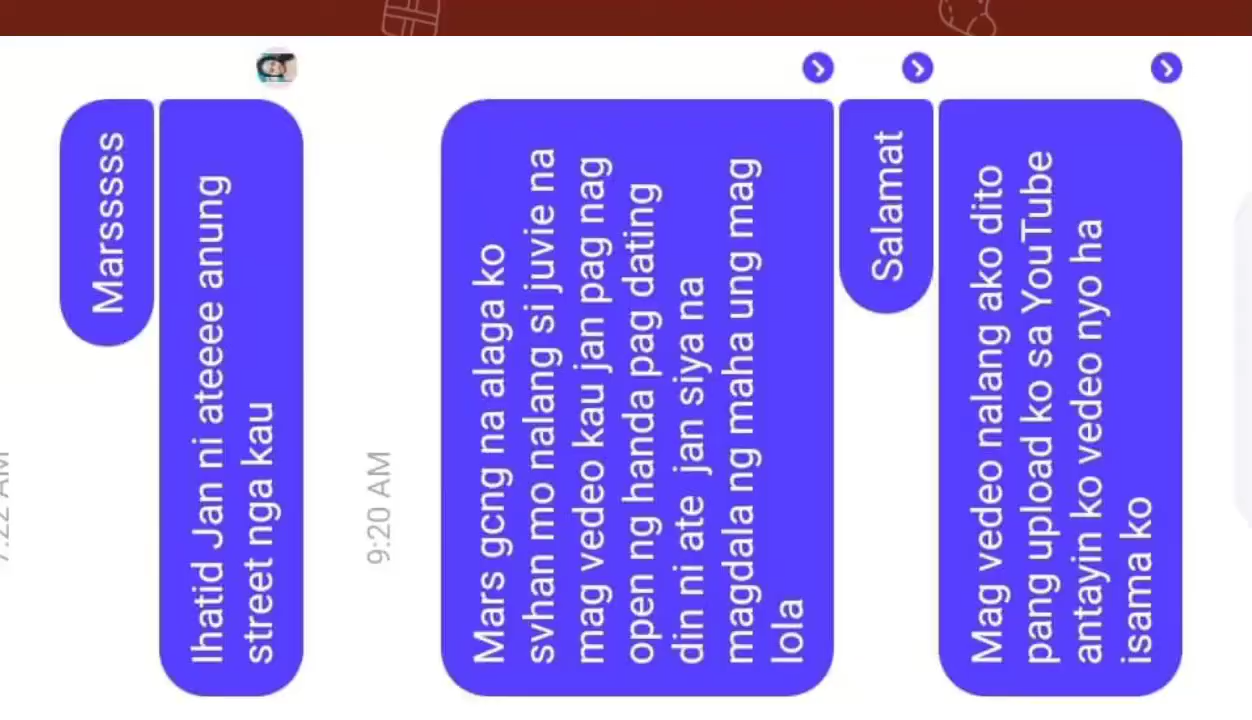 Marsssss
Ihatid Jan ni ateeee anung
street nga kau
9:20 AM
Mars gcng na alaga ko
svhan mo nalang si juvie na
mag vedeo kau jan pag nag
open ng handa pag dating
din ni ate jan siya na
magdala ng maha ung mag
lola
Salamat
Mag vedeo nalang ako dito
pang upload ko sa YouTube
antayin ko vedeo nyo ha
isama ko